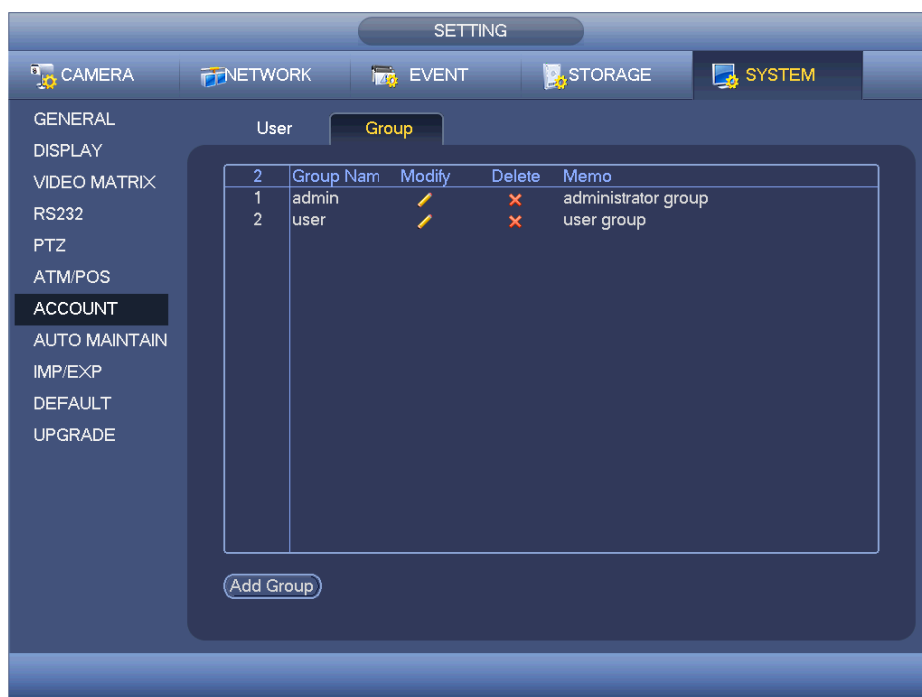 SETTING
CAMERA NETWORK EVENT STORAGE SYSTEM
GENERAL
DISPLAY
VIDEO MATRIX
RS232
PTZ
ATM/POS
ACCOUNT
AUTO MAINTAIN
IMP/EXP
DEFAULT
UPGRADE
User Group
2 Group Nam Modify Delete Memo
1 admin administrator group
2 user user group
Add Group